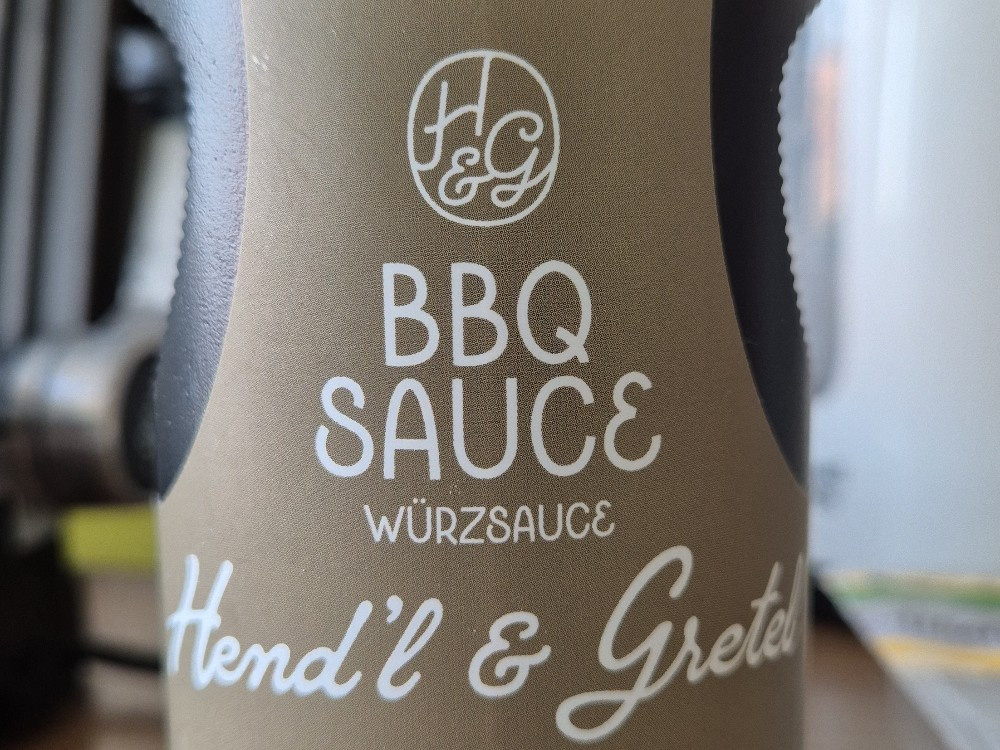 H
&G
BBQ
SAUCE
WÜRZSAUCE
Hend'l & Gretel